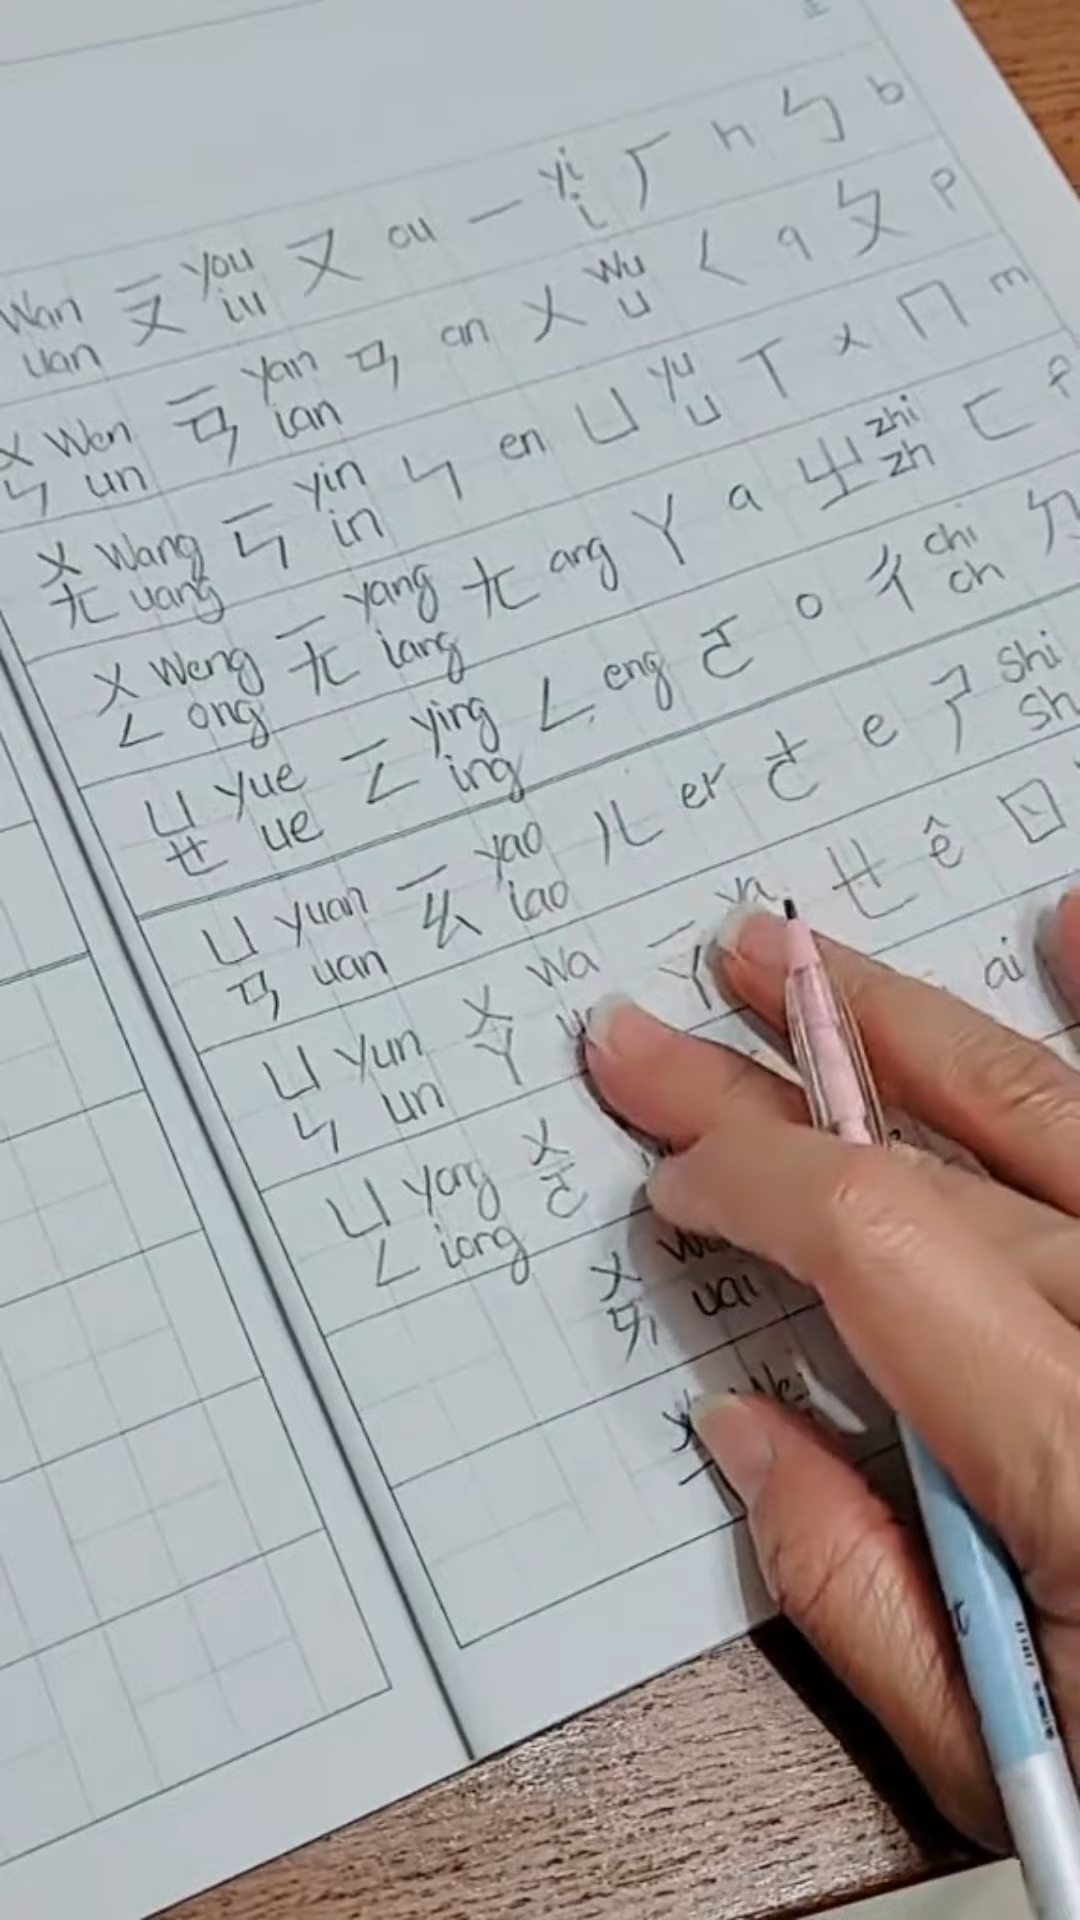 ㄅ b
ㄆ p
ㄇ m
ㄈ f
ㄉ
ㄏ h
ㄑ q
ㄒ x
ㄓ zhi zh
ㄔ chi ch
ㄕ shi sh
ㄖ
ㄧ yi i
ㄨ wu u
ㄩ yu u
ㄚ a
ㄛ o
ㄜ e
ㄝ ê
ai
ㄡ ou
ㄢ an
ㄣ en
ㄤ ang
ㄥ eng
ㄦ er
ㄧㄚ ya
ㄧㄡ you iu
ㄧㄢ yan ian
ㄧㄣ yin in
ㄧㄤ yang iang
ㄧㄥ ying ing
ㄧㄠ yao iao
ㄨㄚ wa
ㄨㄛ
ㄨㄞ uai
wan uan
ㄨㄣ wen un
ㄨㄤ wang uang
ㄨㄥ weng ong
ㄩㄝ yue ue
ㄩㄢ yuan uan
ㄩㄣ yun un
ㄩㄥ yong iong